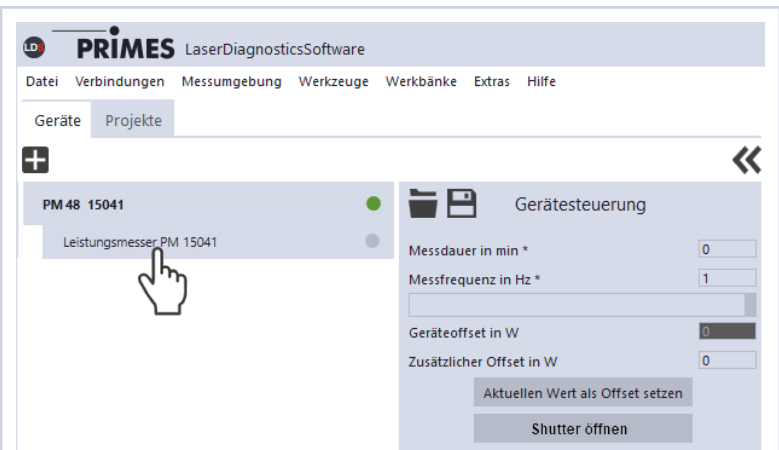 LDS PRIMES LaserDiagnosticsSoftware
Datei Verbindungen Messumgebung Werkzeuge Werkbänke Extras Hilfe
Geräte Projekte
PM 48 15041
Leistungsmesser PM 15041
Gerätesteuerung
Messdauer in min * 0
Messfrequenz in Hz * 1
Geräteoffset in W 0
Zusätzlicher Offset in W 0
Aktuellen Wert als Offset setzen
Shutter öffnen